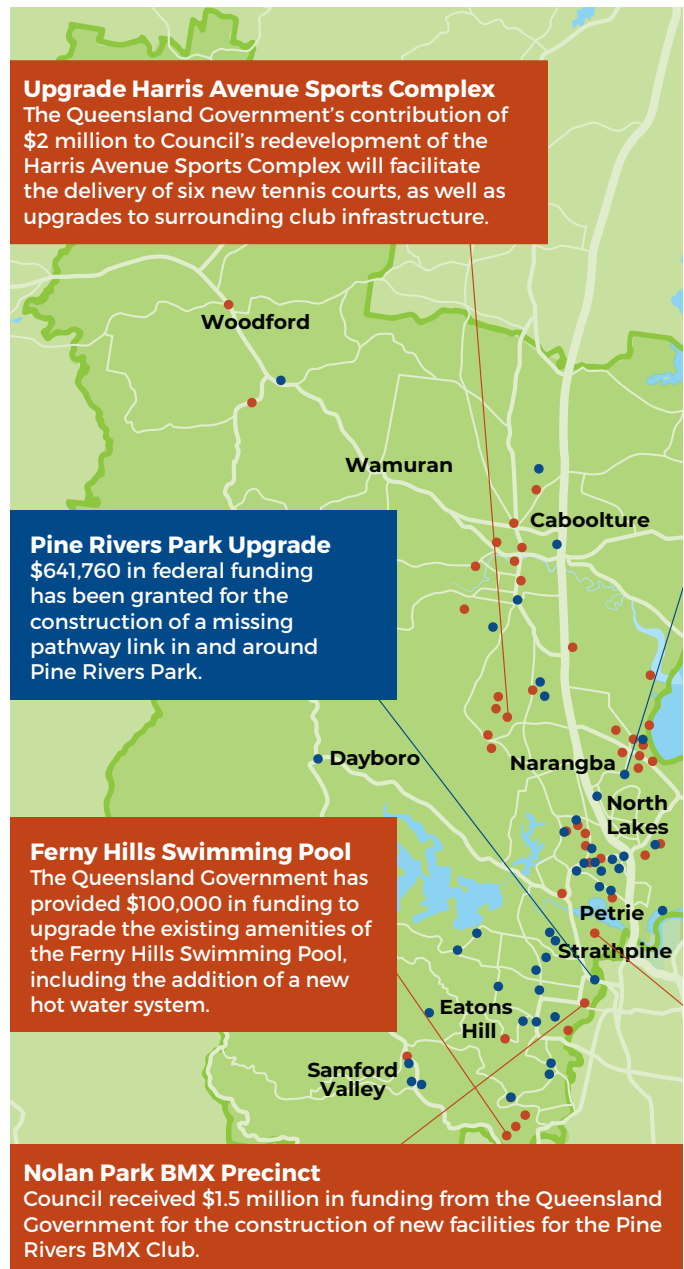 Upgrade Harris Avenue Sports Complex
The Queensland Government’s contribution of
$2 million to Council’s redevelopment of the
Harris Avenue Sports Complex will facilitate
the delivery of six new tennis courts, as well as
upgrades to surrounding club infrastructure.
Woodford
Wamuran
Caboolture
Pine Rivers Park Upgrade
$641,760 in federal funding
has been granted for the
construction of a missing
pathway link in and around
Pine Rivers Park.
Dayboro
Narangba
North
Lakes
Ferny Hills Swimming Pool
The Queensland Government has
provided $100,000 in funding to
upgrade the existing amenities of
the Ferny Hills Swimming Pool,
including the addition of a new
hot water system.
Petrie
Strathpine
Eatons
Hill
Samford
Valley
Nolan Park BMX Precinct
Council received $1.5 million in funding from the Queensland
Government for the construction of new facilities for the Pine
Rivers BMX Club.